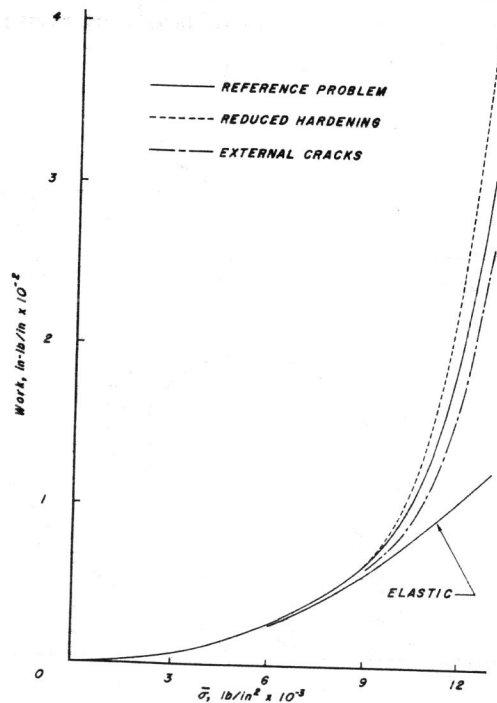 4
REFERENCE PROBLEM
REDUCED HARDENING
EXTERNAL CRACKS
3
Work, in-lb/in x 10⁻²
2
1
ELASTIC
0
3
6
9
12
σ̄, lb/in² x 10⁻³